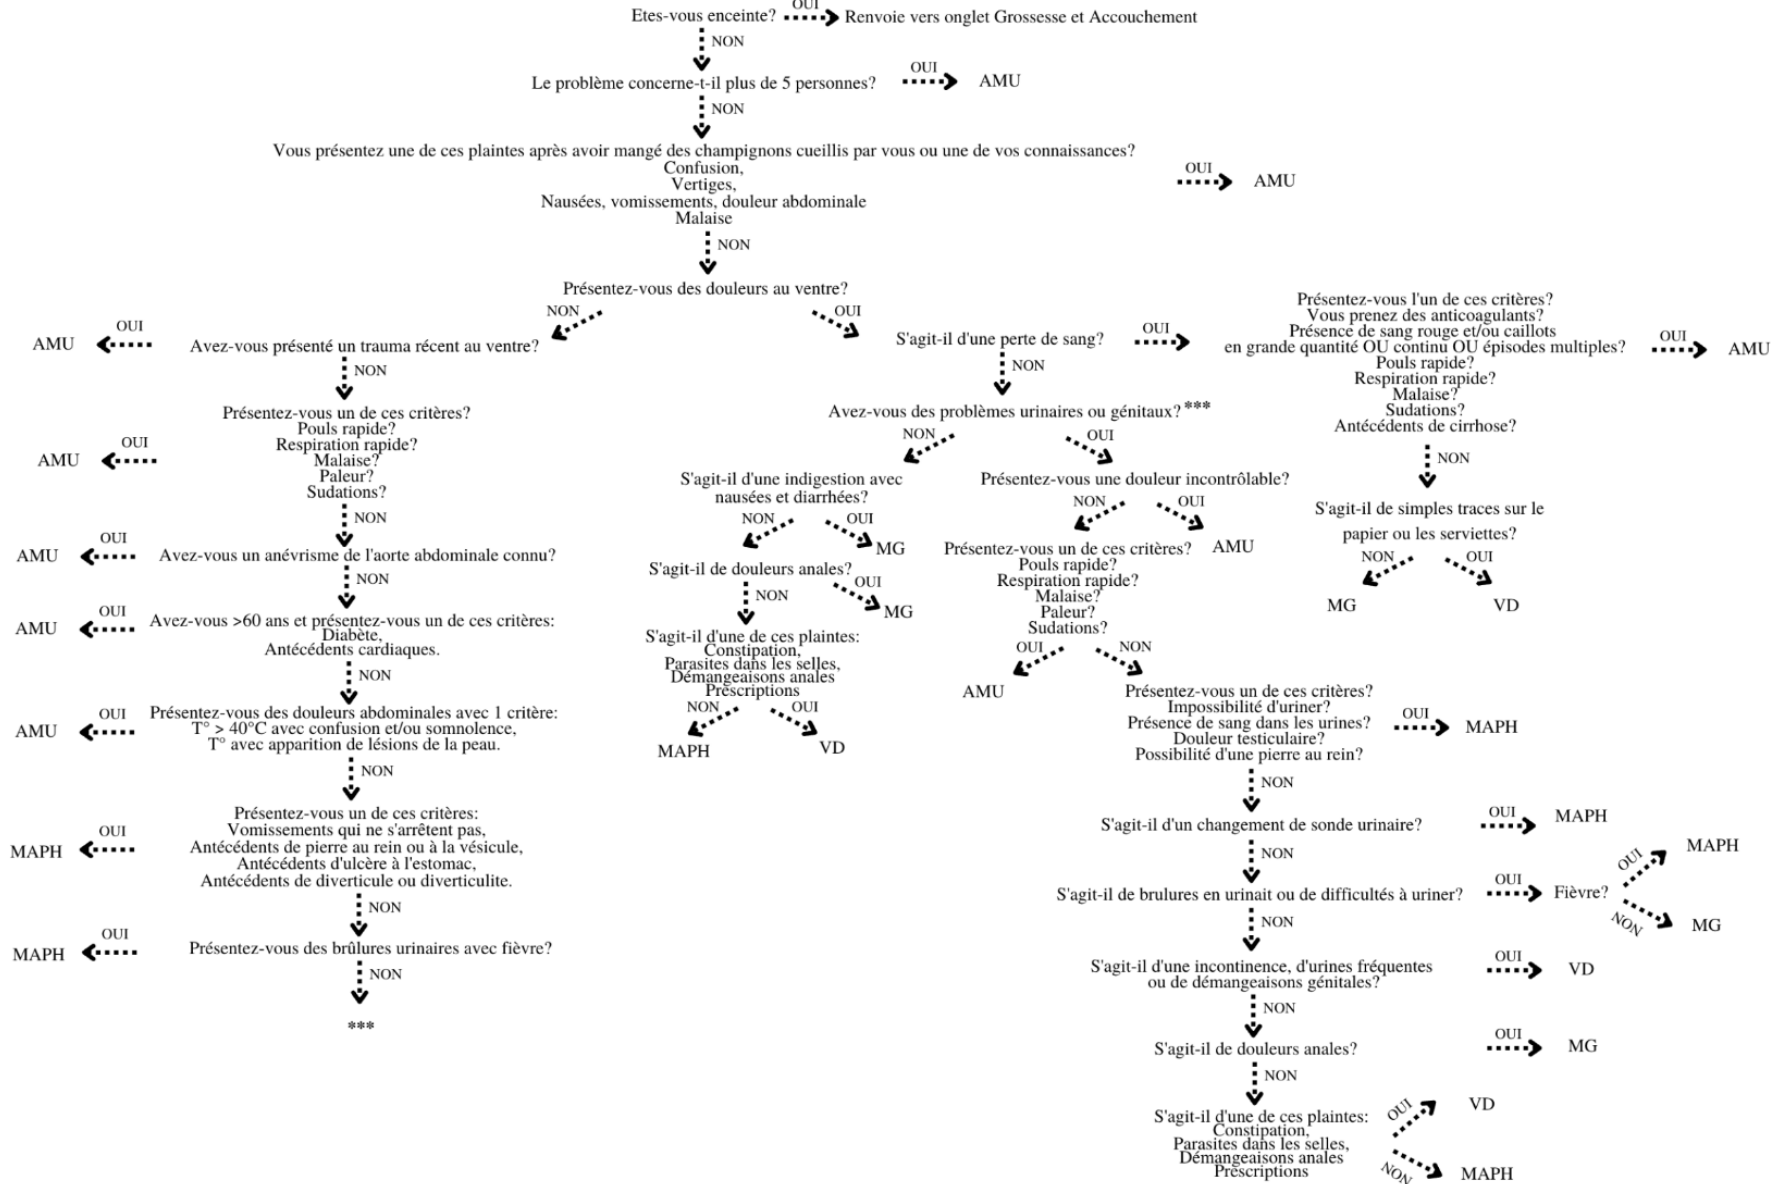 Etes-vous enceinte?
OUI
Renvoie vers onglet Grossesse et Accouchement
NON
Le problème concerne-t-il plus de 5 personnes?
OUI
AMU
NON
Vous présentez une de ces plaintes après avoir mangé des champignons cueillis par vous ou une de vos connaissances?
Confusion,
Vertiges,
Nausées, vomissements, douleur abdominale
Malaise
OUI
AMU
NON
Présentez-vous des douleurs au ventre?
NON
OUI
Avez-vous présenté un trauma récent au ventre?
OUI
AMU
NON
Présentez-vous un de ces critères?
Pouls rapide?
Respiration rapide?
Malaise?
Paleur?
Sudations?
OUI
AMU
NON
Avez-vous un anévrisme de l'aorte abdominale connu?
OUI
AMU
NON
Avez-vous >60 ans et présentez-vous un de ces critères:
Diabète,
Antécédents cardiaques.
OUI
AMU
NON
Présentez-vous des douleurs abdominales avec 1 critère:
T° > 40°C avec confusion et/ou somnolence,
T° avec apparition de lésions de la peau.
OUI
AMU
NON
Présentez-vous un de ces critères:
Vomissements qui ne s'arrêtent pas,
Antécédents de pierre au rein ou à la vésicule,
Antécédents d'ulcère à l'estomac,
Antécédents de diverticule ou diverticulite.
OUI
MAPH
NON
Présentez-vous des brûlures urinaires avec fièvre?
OUI
MAPH
NON
***
S'agit-il d'une perte de sang?
OUI
NON
Présentez-vous l'un de ces critères?
Vous prenez des anticoagulants?
Présence de sang rouge et/ou caillots
en grande quantité OU continu OU épisodes multiples?
Pouls rapide?
Respiration rapide?
Malaise?
Sudations?
Antécédents de cirrhose?
OUI
AMU
NON
S'agit-il de simples traces sur le
papier ou les serviettes?
NON
OUI
MG
VD
Avez-vous des problèmes urinaires ou génitaux? ***
NON
OUI
S'agit-il d'une indigestion avec
nausées et diarrhées?
NON
OUI
MG
S'agit-il de douleurs anales?
OUI
NON
MG
S'agit-il d'une de ces plaintes:
Constipation,
Parasites dans les selles,
Démangeaisons anales
Prescriptions
NON
OUI
MAPH
VD
Présentez-vous une douleur incontrôlable?
NON
OUI
AMU
Présentez-vous un de ces critères?
Pouls rapide?
Respiration rapide?
Malaise?
Paleur?
Sudations?
OUI
NON
AMU
Présentez-vous un de ces critères?
Impossibilité d'uriner?
Présence de sang dans les urines?
Douleur testiculaire?
Possibilité d'une pierre au rein?
OUI
MAPH
NON
S'agit-il d'un changement de sonde urinaire?
OUI
MAPH
NON
S'agit-il de brulures en urinait ou de difficultés à uriner?
OUI
Fièvre?
OUI
MAPH
NON
MG
NON
S'agit-il d'une incontinence, d'urines fréquentes
ou de démangeaisons génitales?
OUI
VD
NON
S'agit-il de douleurs anales?
OUI
MG
NON
S'agit-il d'une de ces plaintes:
Constipation,
Parasites dans les selles,
Démangeaisons anales
Prescriptions
OUI
VD
NON
MAPH